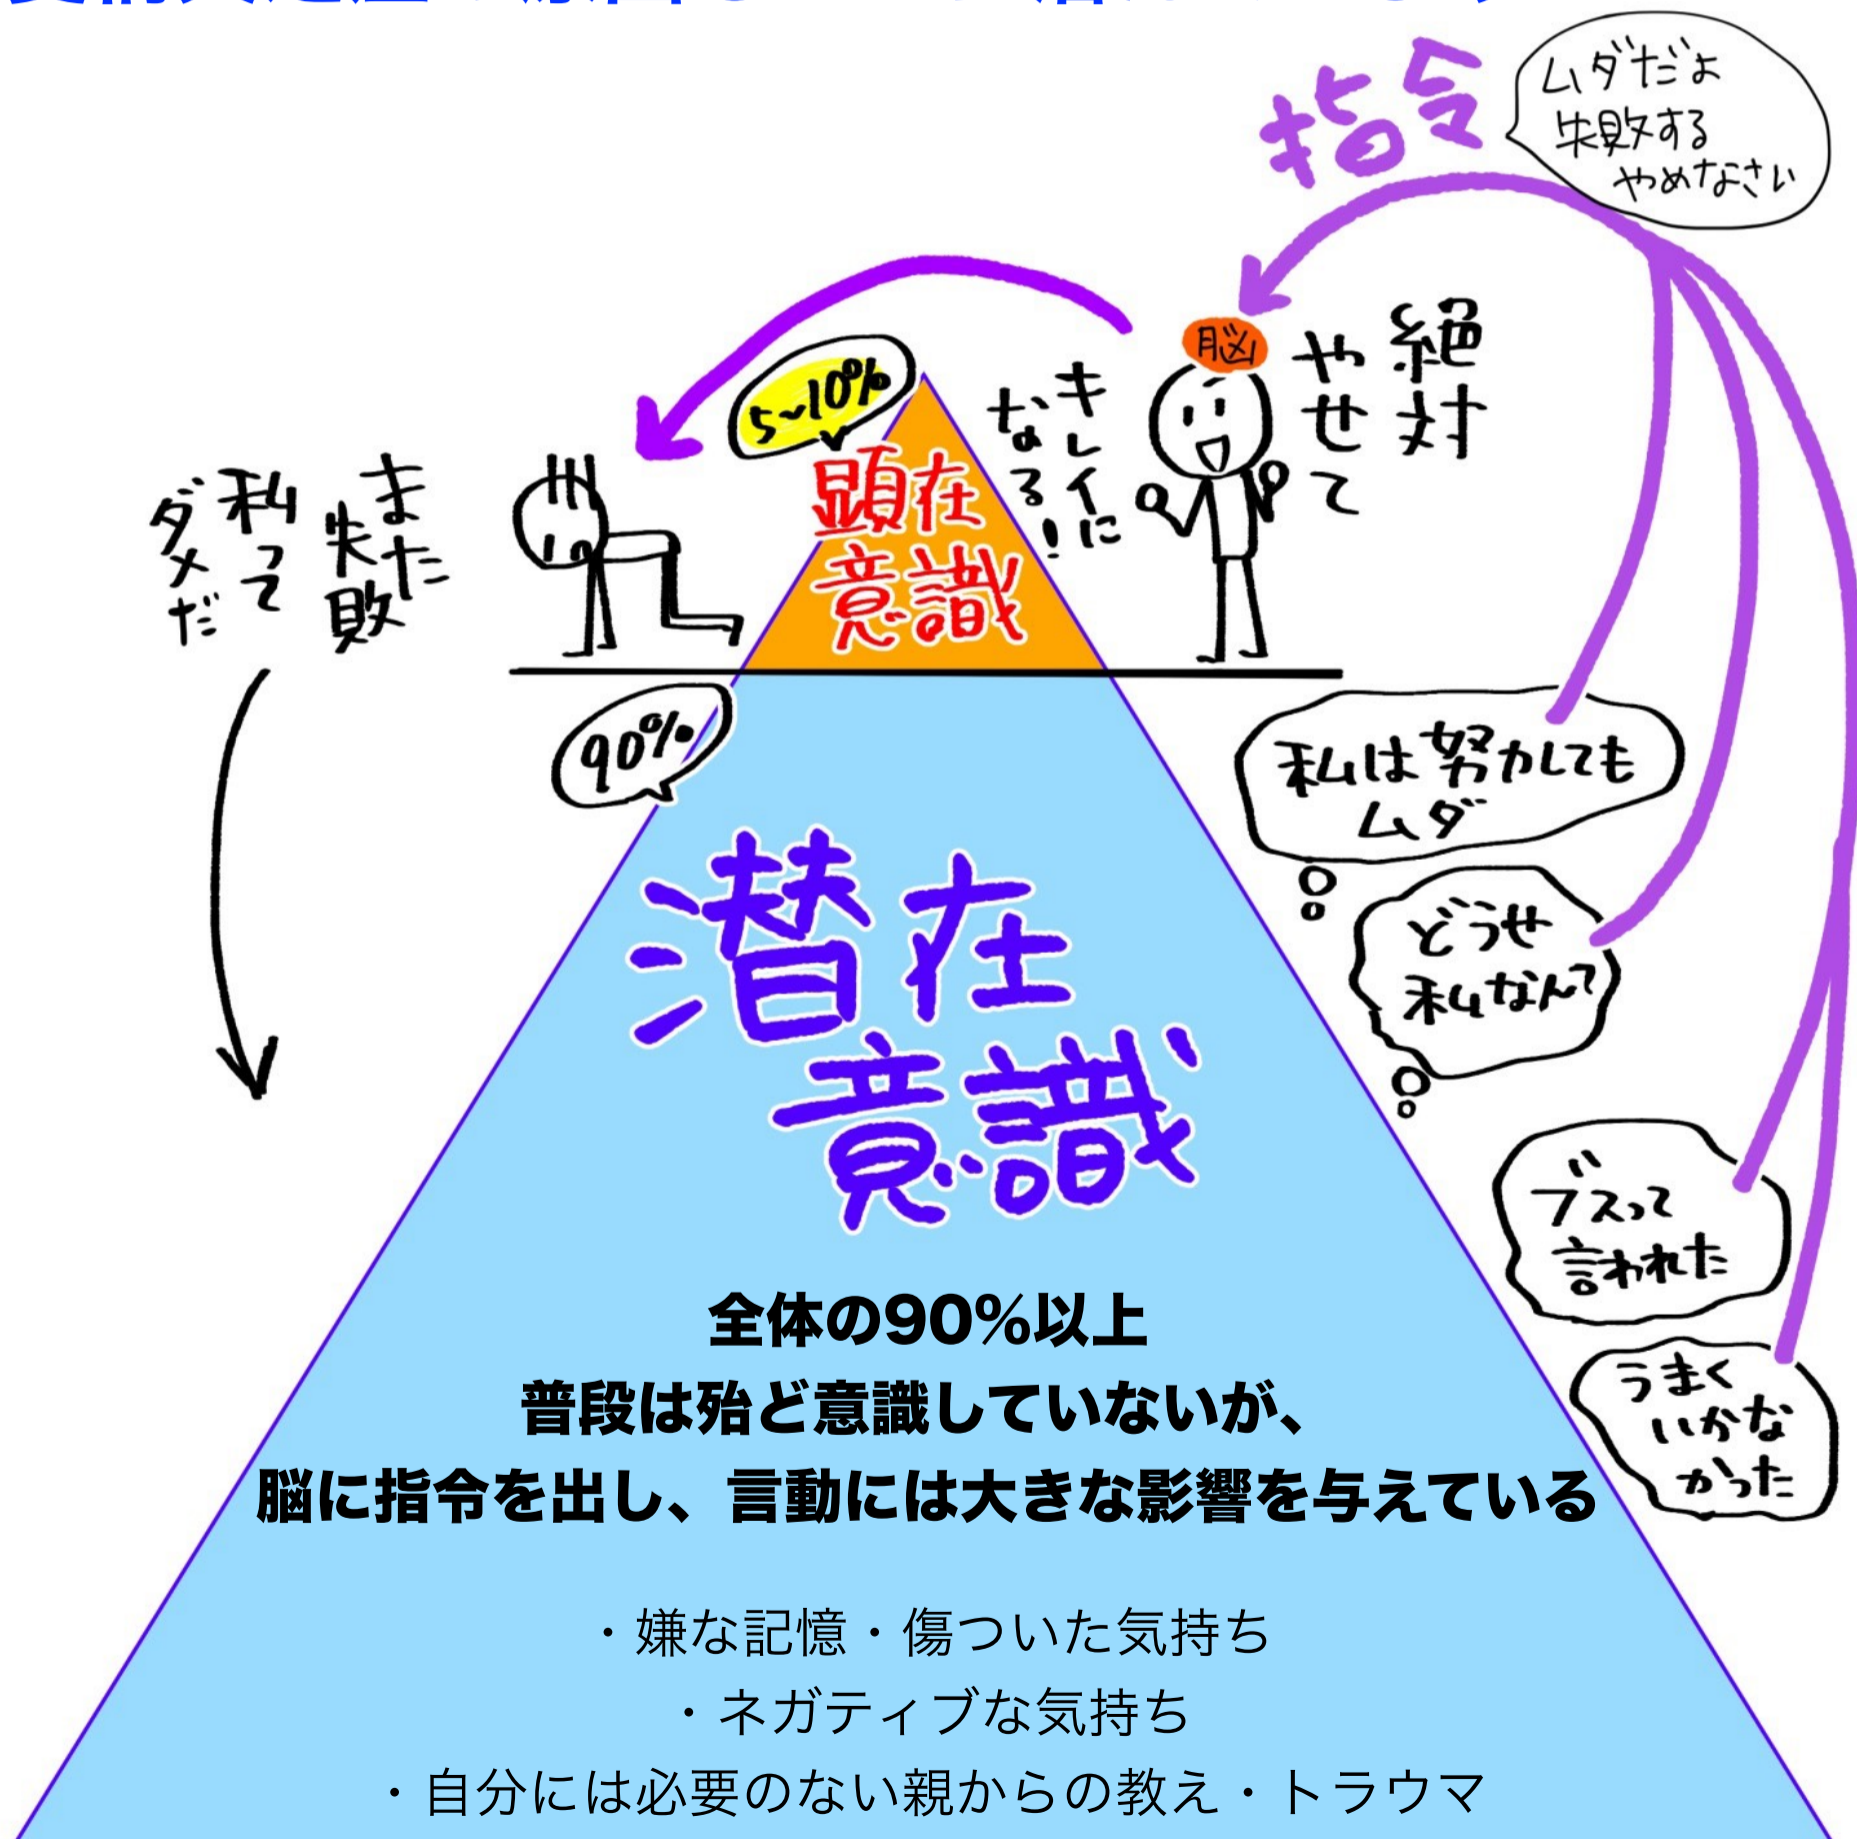 指令
ムダだよ
失敗する
やめなさい
絶対
やせて
キレイに
なる!
脳
5~10%
顕在
意識
また
失敗
私って
ダメだ
90%
私は努力しても
ムダ
どうせ
私なんて
ブスって
言われた
うまく
いかな
かった
潜在
意識
全体の90%以上
普段は殆ど意識していないが、
脳に指令を出し、言動には大きな影響を与えている
・嫌な記憶・傷ついた気持ち
・ネガティブな気持ち
・自分には必要のない親からの教え・トラウマ